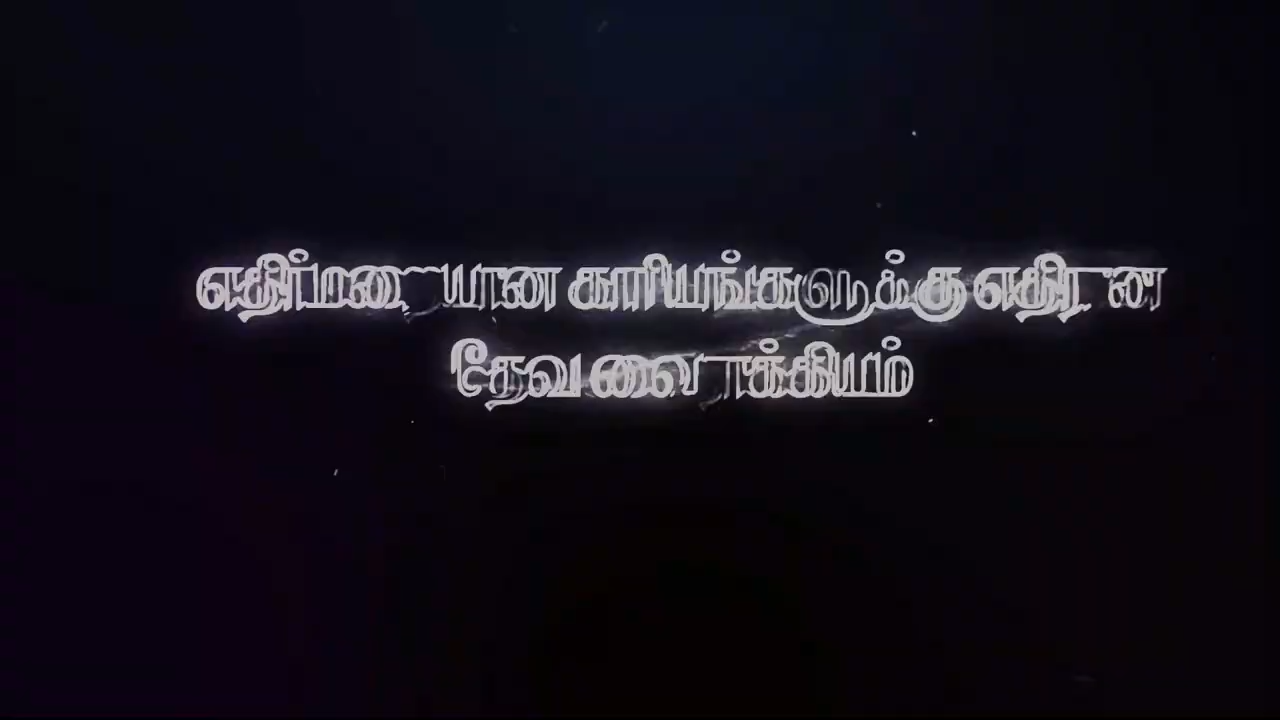 எதிர்மறையான காரியங்களுக்கு எதிரான
தேவ வைராக்கியம்